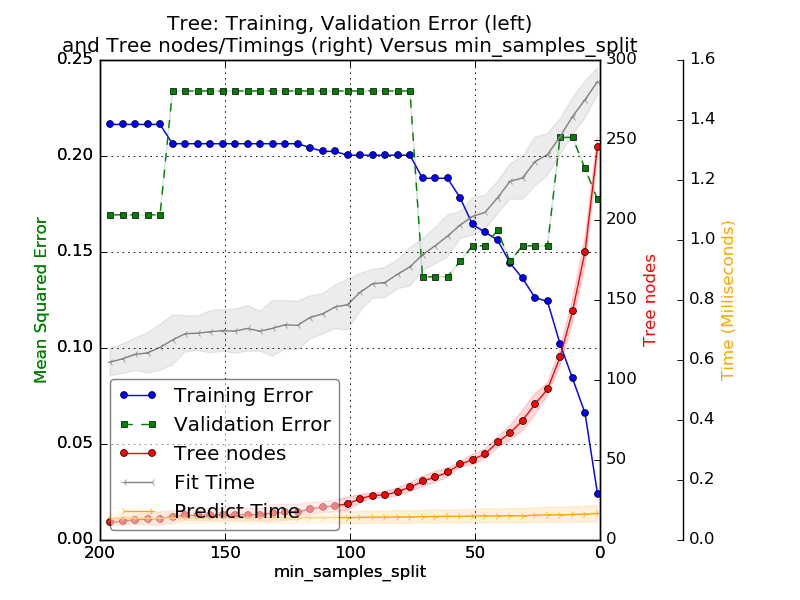 Tree: Training, Validation Error (left)
and Tree nodes/Timings (right) Versus min_samples_split
0.25
0.20
0.15
0.10
0.05
0.00
Mean Squared Error
200
150
100
50
0
min_samples_split
300
250
200
150
100
50
0
Tree nodes
1.6
1.4
1.2
1.0
0.8
0.6
0.4
0.2
0.0
Time (Milliseconds)
Training Error
Validation Error
Tree nodes
Fit Time
Predict Time